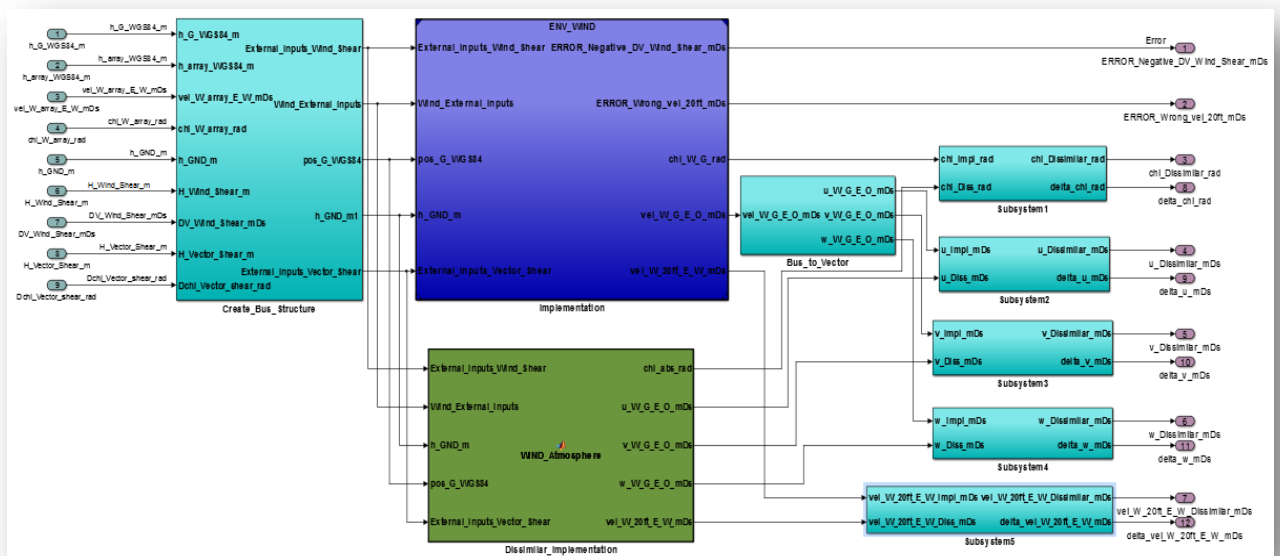 1
h_G_WGS84_m
h_G_WGS84_m
2
h_array_WGS84_m
h_array_WGS84_m
3
vel_W_array_E_W_mDs
vel_W_array_E_W_mDs
4
chi_W_array_rad
chi_W_array_rad
5
h_GND_m
h_GND_m
6
H_Wind_Shear_m
H_Wind_Shear_m
7
DV_Wind_Shear_mDs
DV_Wind_Shear_mDs
8
H_Vector_Shear_m
H_Vector_Shear_m
9
Dchi_Vector_shear_rad
Dchi_Vector_shear_rad
h_G_WGS84_m
External_Inputs_Wind_Shear
h_array_WGS84_m
vel_W_array_E_W_mDs
Wind_External_Inputs
chi_W_array_rad
h_GND_m
pos_G_WGS84
H_Wind_Shear_m
h_GND_m1
DV_Wind_Shear_mDs
H_Vector_Shear_m
External_Inputs_Vector_Shear
Dchi_Vector_shear_rad
Create_Bus_Structure
ENV_WIND
External_Inputs_Wind_Shear
ERROR_Negative_DV_Wind_Shear_mDs
Wind_External_Inputs
ERROR_Wrong_vel_20ft_mDs
pos_G_WGS84
chi_W_G_rad
h_GND_m
vel_W_G_E_O_mDs
External_Inputs_Vector_Shear
vel_W_20ft_E_W_mDs
Implementation
External_Inputs_Wind_Shear
chi_abs_rad
Wind_External_Inputs
u_W_G_E_O_mDs
h_GND_m
v_W_G_E_O_mDs
WIND_Atmosphere
pos_G_WGS84
w_W_G_E_O_mDs
External_Inputs_Vector_Shear
vel_W_20ft_E_W_mDs
Dissimilar_Implementation
u_W_G_E_O_mDs
vel_W_G_E_O_mDs
v_W_G_E_O_mDs
w_W_G_E_O_mDs
Bus_to_Vector
chi_Impl_rad
chi_Dissimilar_rad
chi_Diss_rad
delta_chi_rad
Subsystem1
u_Impl_mDs
u_Dissimilar_mDs
u_Diss_mDs
delta_u_mDs
Subsystem2
v_Impl_mDs
v_Dissimilar_mDs
v_Diss_mDs
delta_v_mDs
Subsystem3
w_Impl_mDs
w_Dissimilar_mDs
w_Diss_mDs
delta_w_mDs
Subsystem4
vel_W_20ft_E_W_Impl_mDs
vel_W_20ft_E_W_Dissimilar_mDs
vel_W_20ft_E_W_Diss_mDs
delta_vel_W_20ft_E_W_mDs
Subsystem5
Error
1
ERROR_Negative_DV_Wind_Shear_mDs
2
ERROR_Wrong_vel_20ft_mDs
3
chi_Dissimilar_rad
8
delta_chi_rad
4
u_Dissimilar_mDs
9
delta_u_mDs
5
v_Dissimilar_mDs
10
delta_v_mDs
6
w_Dissimilar_mDs
11
delta_w_mDs
7
vel_W_20ft_E_W_Dissimilar_mDs
12
delta_vel_W_20ft_E_W_mDs